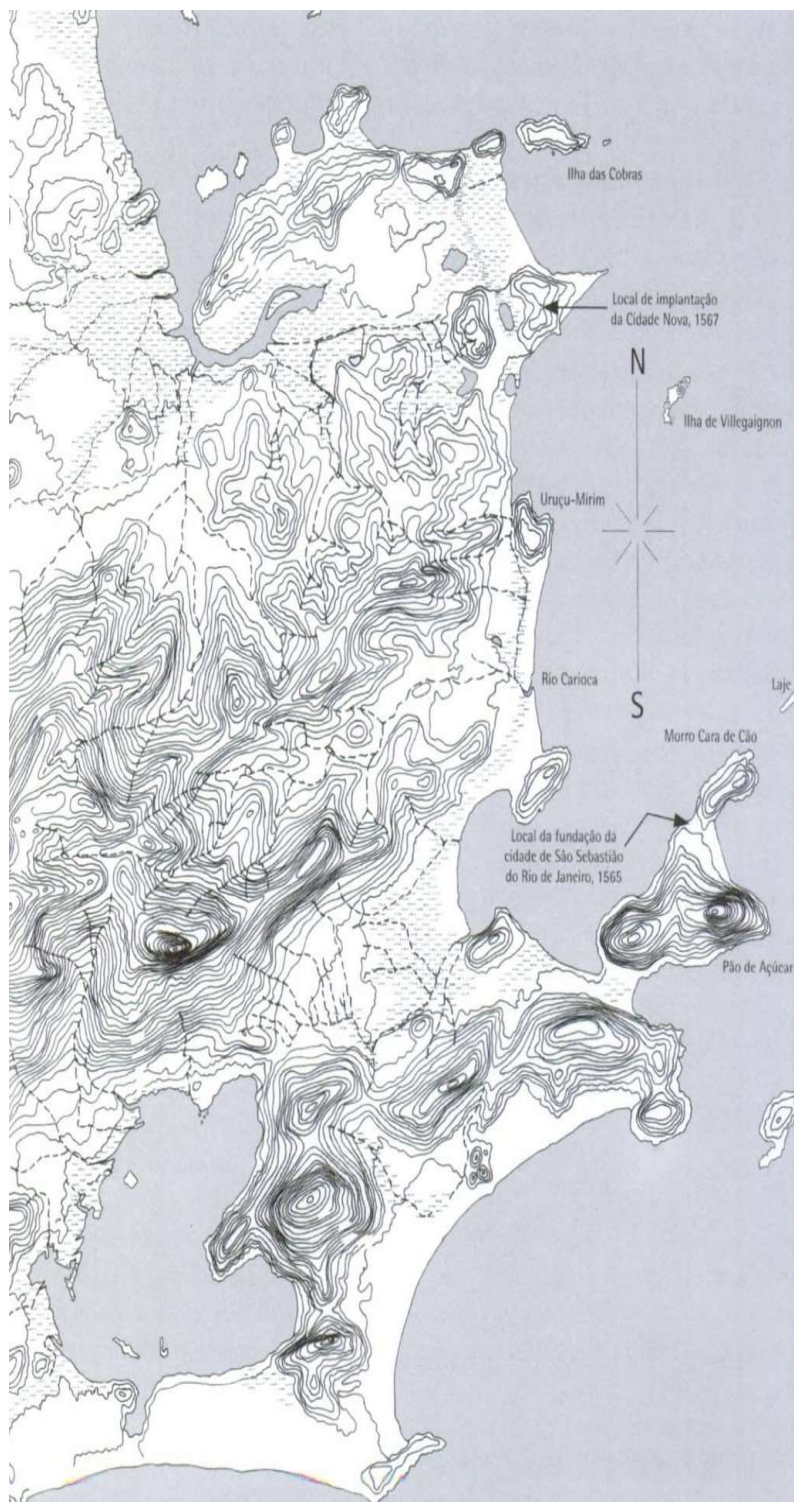 Ilha das Cobras
Local de implantação
da Cidade Nova, 1567
N
Ilha de Villegaignon
Uruçu-Mirim
Rio Carioca
Laje
S
Morro Cara de Cão
Local da fundação da
cidade de São Sebastião
do Rio de Janeiro, 1565
Pão de Açúcar